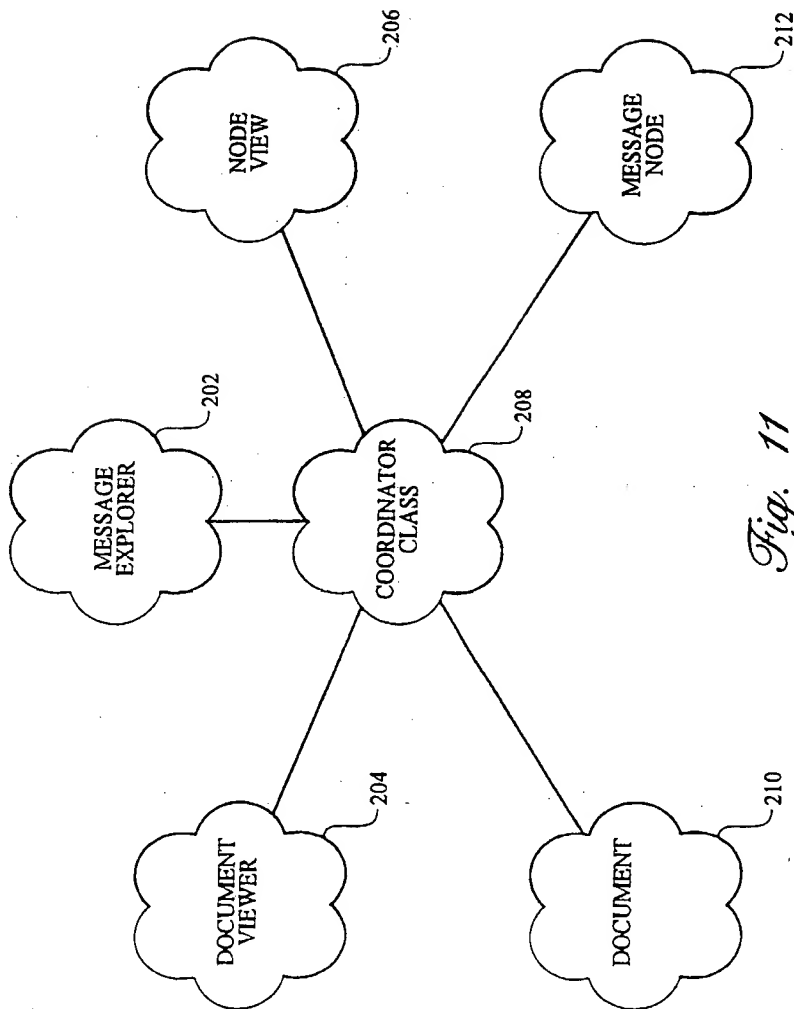 MESSAGE
EXPLORER
202
DOCUMENT
VIEWER
204
NODE
VIEW
206
COORDINATOR
CLASS
208
DOCUMENT
210
MESSAGE
NODE
212
Fig. 11